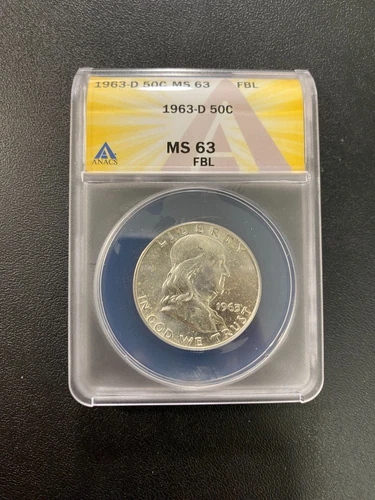 1963-D 50C MS 63 FBL
1963-D 50C
MS 63
FBL
ANACS
LIBERTY
1963
IN GOD WE TRUST